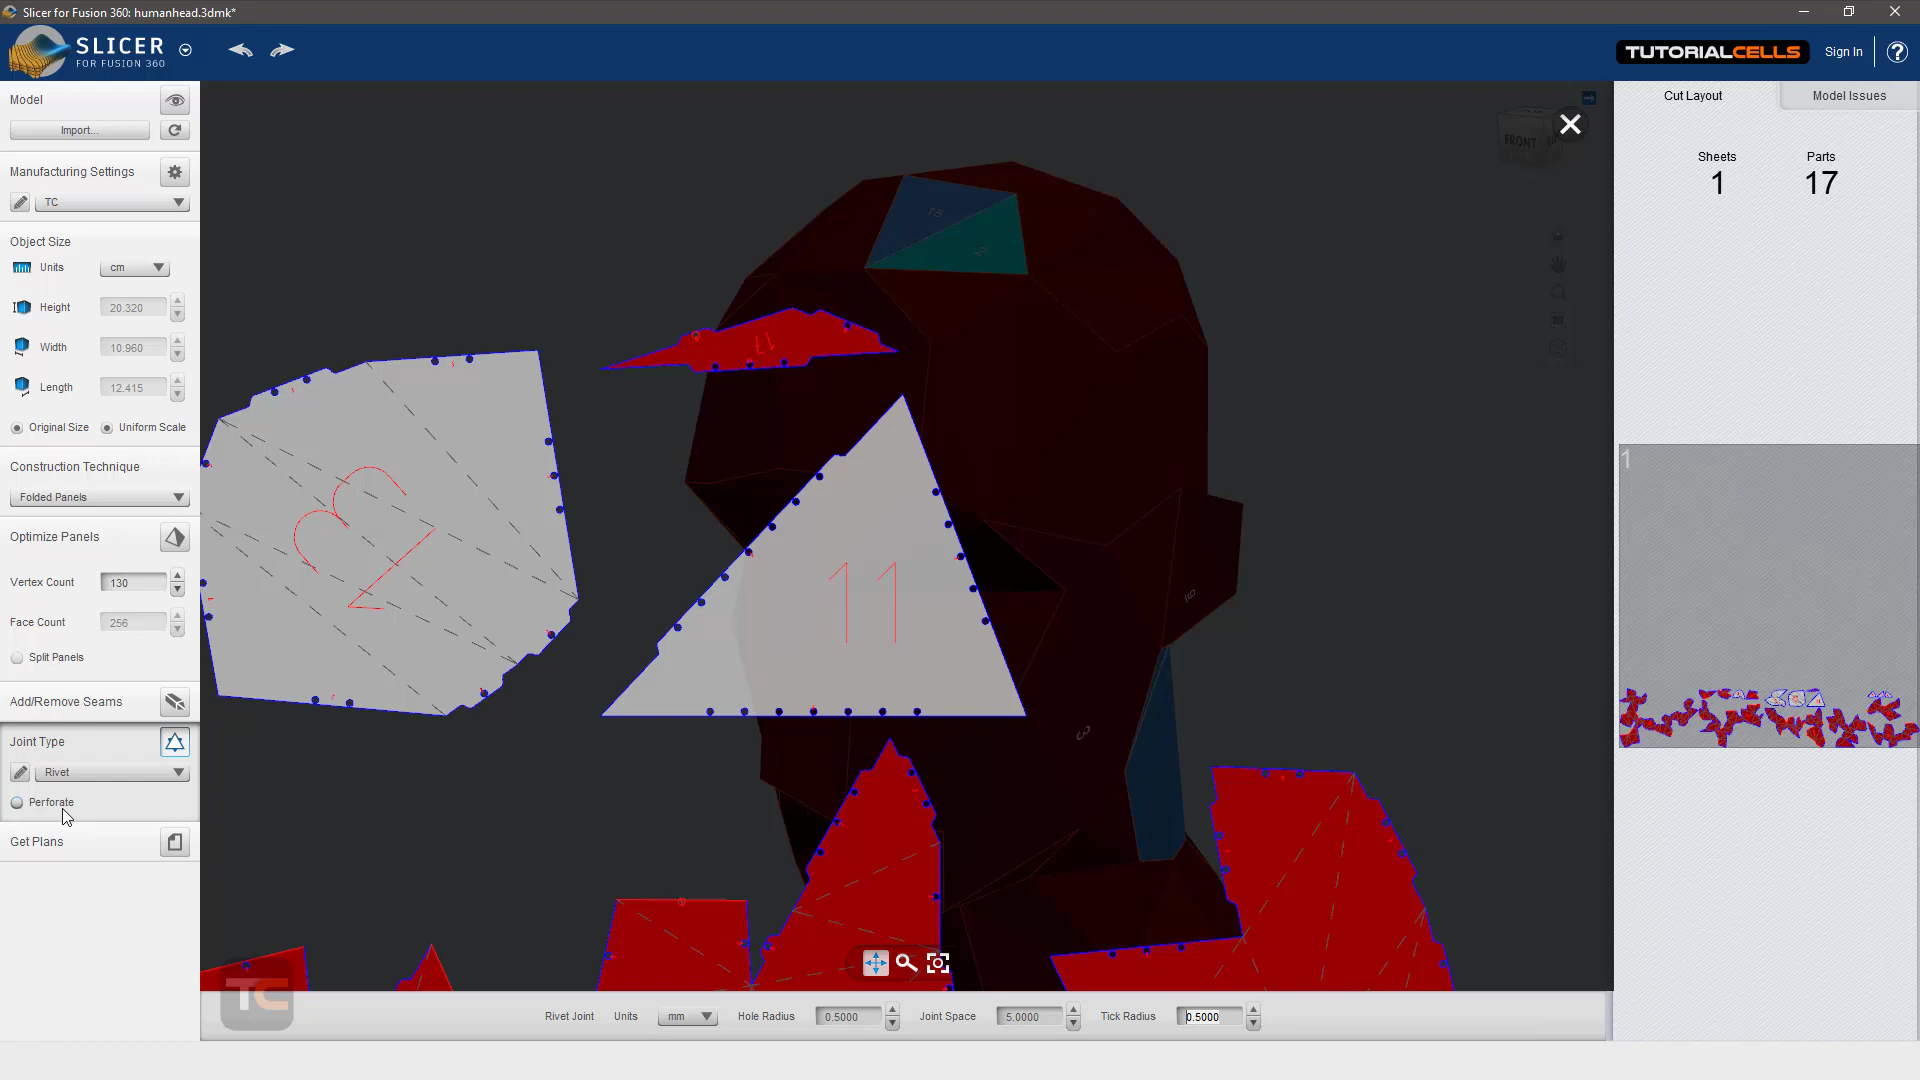 Slicer for Fusion 360: humanhead.3dmk*
SLICER
FOR FUSION 360
TUTORIALCELLS
Sign In
?
Model
Import...
Manufacturing Settings
TC
Object Size
Units
cm
Height
20.320
Width
10.960
Length
12.415
Original Size
Uniform Scale
Construction Technique
Folded Panels
Optimize Panels
Vertex Count
130
Face Count
256
Split Panels
Add/Remove Seams
Joint Type
Rivet
Perforate
Get Plans
FRONT
15
17
11
3
TC
Rivet Joint
Units
mm
Hole Radius
0.5000
Joint Space
5.0000
Tick Radius
0.5000
Cut Layout
Model Issues
Sheets
Parts
1
17
1